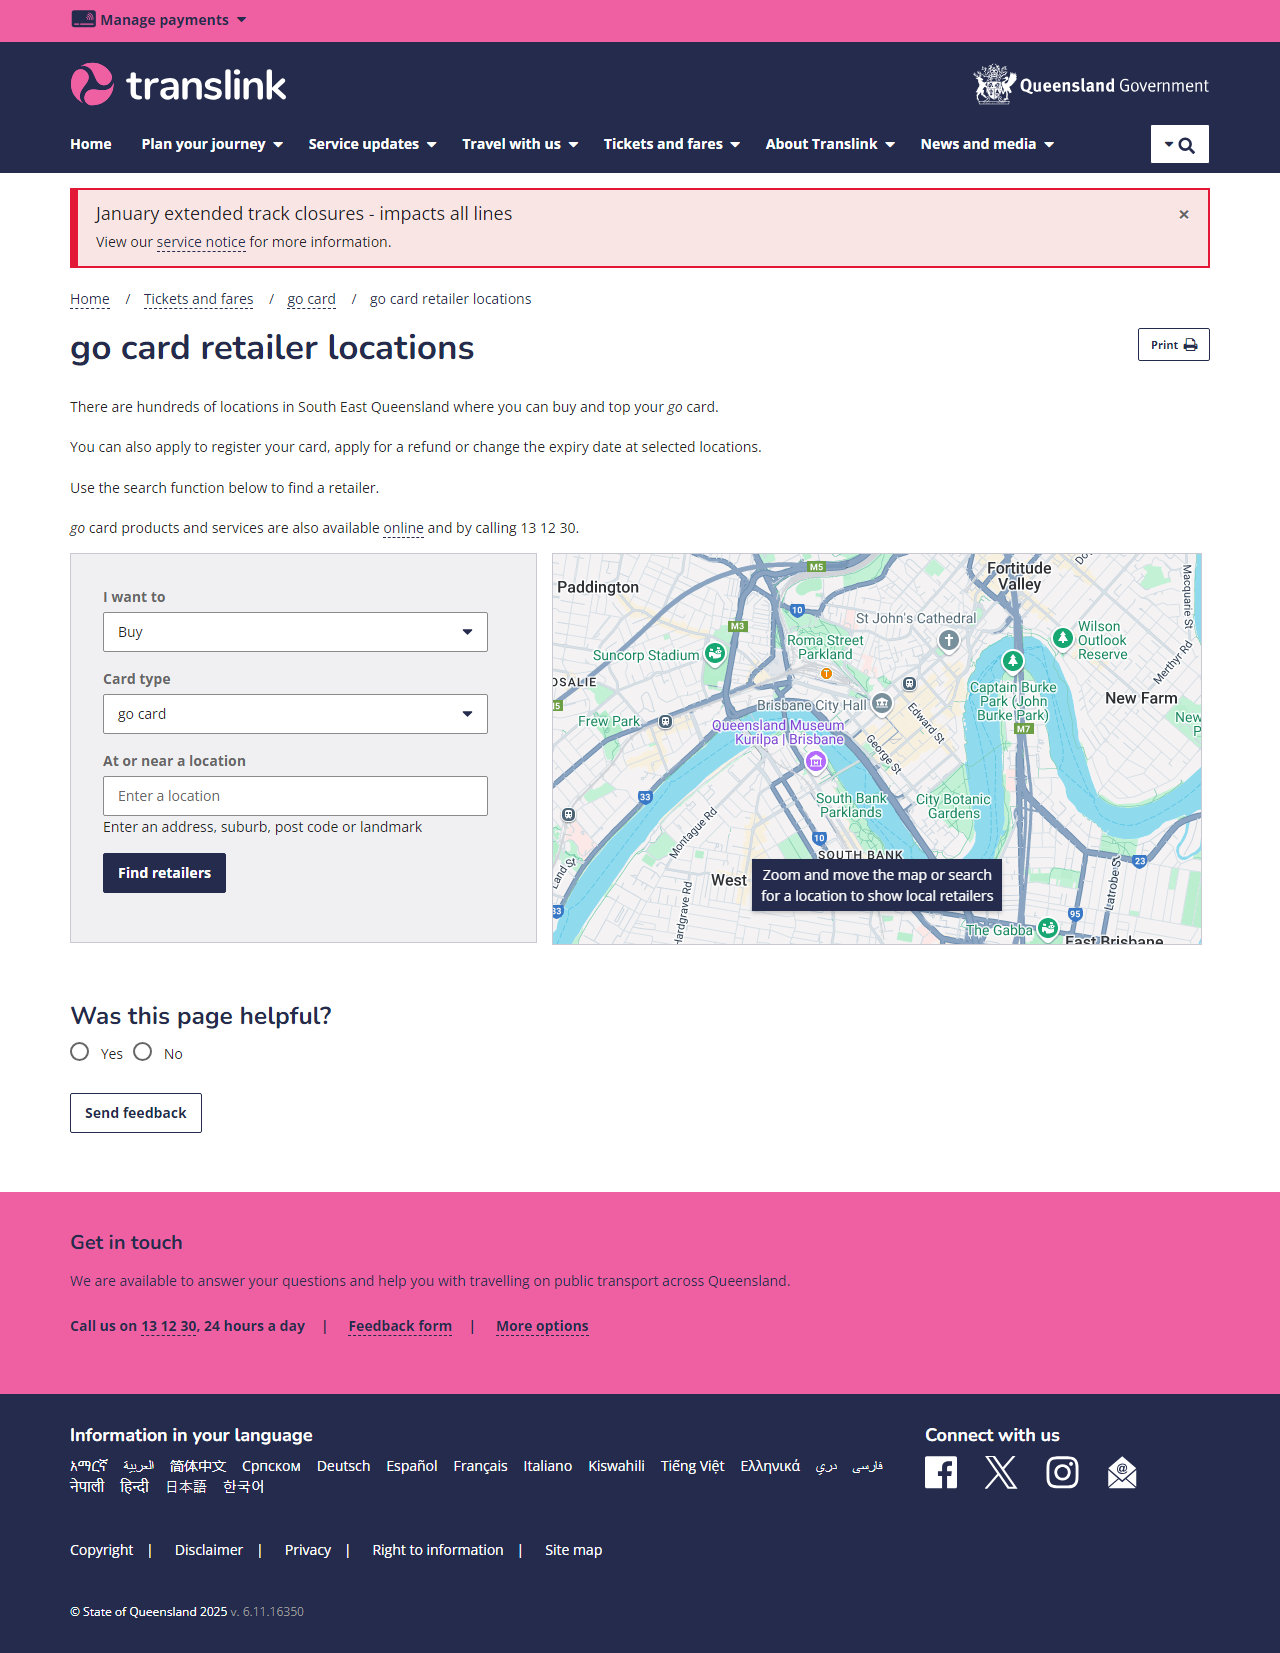 Manage payments
translink
Queensland Government
Home
Plan your journey
Service updates
Travel with us
Tickets and fares
About Translink
News and media
January extended track closures - impacts all lines
×
View our service notice for more information.
Home / Tickets and fares / go card / go card retailer locations
go card retailer locations
Print
There are hundreds of locations in South East Queensland where you can buy and top your go card.
You can also apply to register your card, apply for a refund or change the expiry date at selected locations.
Use the search function below to find a retailer.
go card products and services are also available online and by calling 13 12 30.
I want to
Buy
Card type
go card
At or near a location
Enter a location
Enter an address, suburb, post code or landmark
Find retailers
M5
Fortitude
Valley
Paddington
Macquarie St
10
M3
St John's Cathedral
Wilson
Outlook
Reserve
Roma Street
Parkland
Suncorp Stadium
Merthyr Rd
OSALIE
Captain Burke
Park (John
Burke Park)
New Farm
Brisbane City Hall
M5
Frew Park
Edward St
New
P
Queensland Museum
Kurilpa | Brisbane
M7
George St
33
South Bank
Parklands
City Botanic
Gardens
Montague Rd
10
SOUTH BANK
23
Land St
West
Zoom and move the map or search
for a location to show local retailers
Latrobe St
Hardgrave Rd
33
95
The Gabba
East Brisbane
Was this page helpful?
Yes
No
Send feedback
Get in touch
We are available to answer your questions and help you with travelling on public transport across Queensland.
Call us on 13 12 30, 24 hours a day | Feedback form | More options
Information in your language
Connect with us
አማርኛ العربية 简体中文 Српском Deutsch Español Français Italiano Kiswahili Tiếng Việt Ελληνικά دري فارسی
नेपाली हिन्दी 日本語 한국어
Copyright | Disclaimer | Privacy | Right to information | Site map
© State of Queensland 2025 v. 6.11.16350